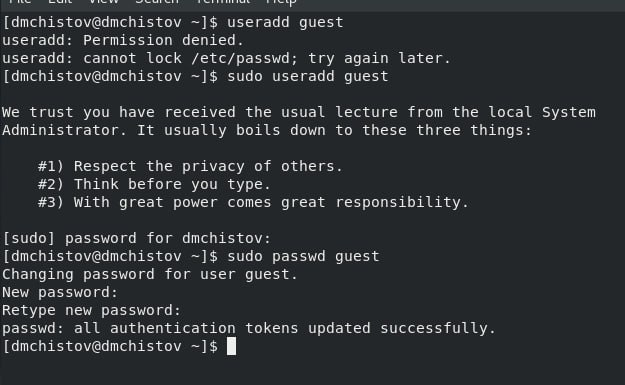 File Edit View Search Terminal Help
[dmchistov@dmchistov ~]$ useradd guest
useradd: Permission denied.
useradd: cannot lock /etc/passwd; try again later.
[dmchistov@dmchistov ~]$ sudo useradd guest
We trust you have received the usual lecture from the local System
Administrator. It usually boils down to these three things:
#1) Respect the privacy of others.
#2) Think before you type.
#3) With great power comes great responsibility.
[sudo] password for dmchistov:
[dmchistov@dmchistov ~]$ sudo passwd guest
Changing password for user guest.
New password:
Retype new password:
passwd: all authentication tokens updated successfully.
[dmchistov@dmchistov ~]$